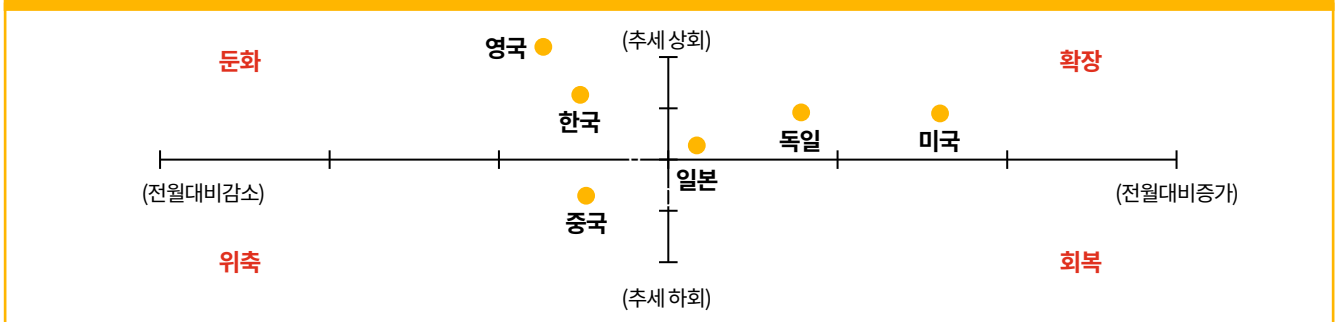 (추세 상회)
영국
둔화
확장
한국
독일
미국
일본
(전월대비감소)
(전월대비증가)
중국
위축
회복
(추세 하회)